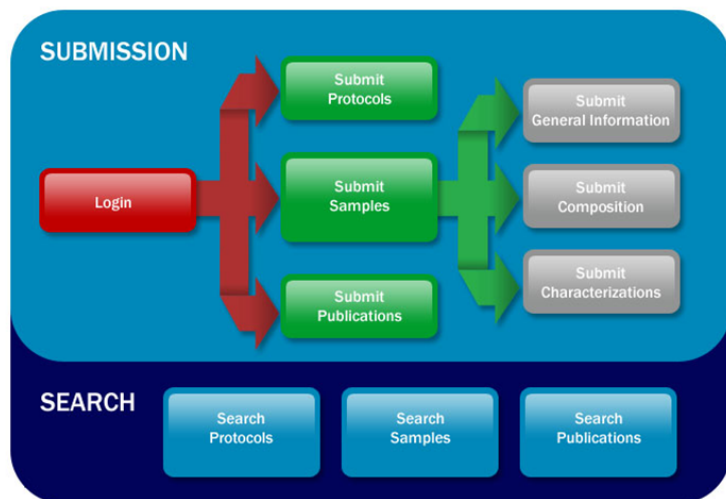 SUBMISSION
Login
Submit
Protocols
Submit
Samples
Submit
Publications
Submit
General Information
Submit
Composition
Submit
Characterizations
SEARCH
Search
Protocols
Search
Samples
Search
Publications